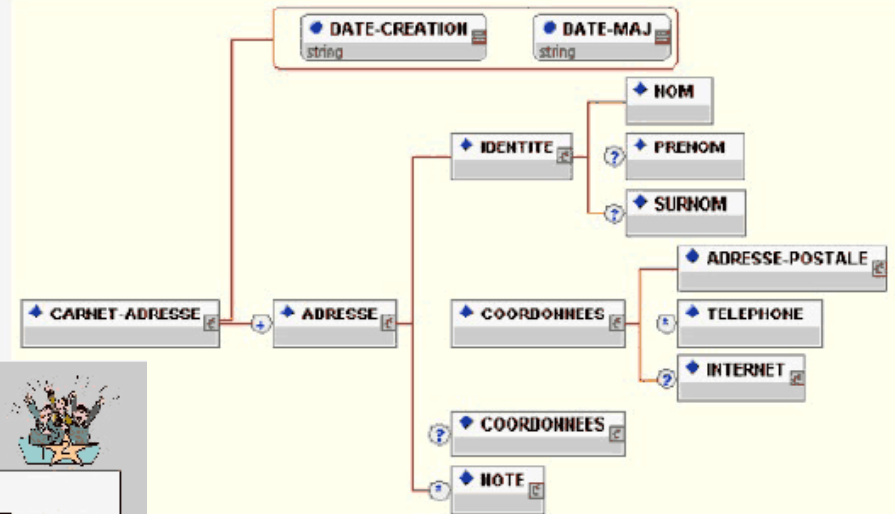 DATE-CREATION
string
DATE-MAJ
string
NOM
IDENTITE
? PRENOM
? SURNOM
ADRESSE-POSTALE
CARNET-ADRESSE
+ ADRESSE
COORDONNEES
* TELEPHONE
? INTERNET
? COORDONNEES
* NOTE